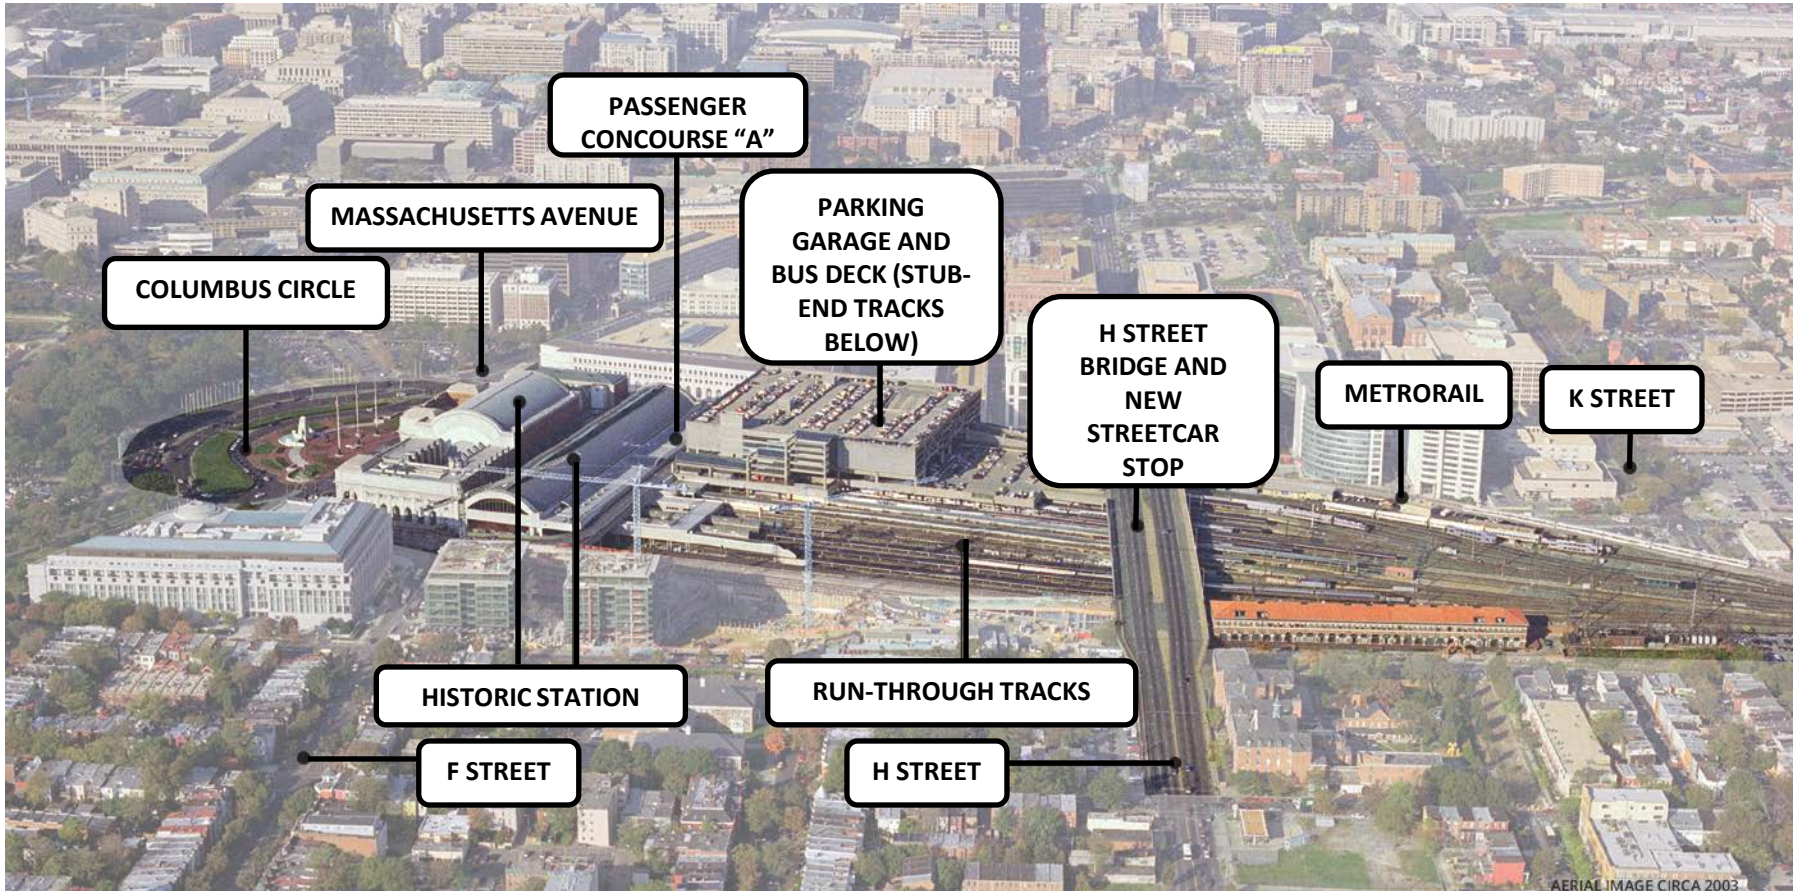 PASSENGER
CONCOURSE “A”
MASSACHUSETTS AVENUE
PARKING
GARAGE AND
BUS DECK (STUB-
END TRACKS
BELOW)
COLUMBUS CIRCLE
H STREET
BRIDGE AND
NEW
STREETCAR
STOP
METRORAIL
K STREET
HISTORIC STATION
RUN-THROUGH TRACKS
F STREET
H STREET
AERIAL IMAGE CIRCA 2003